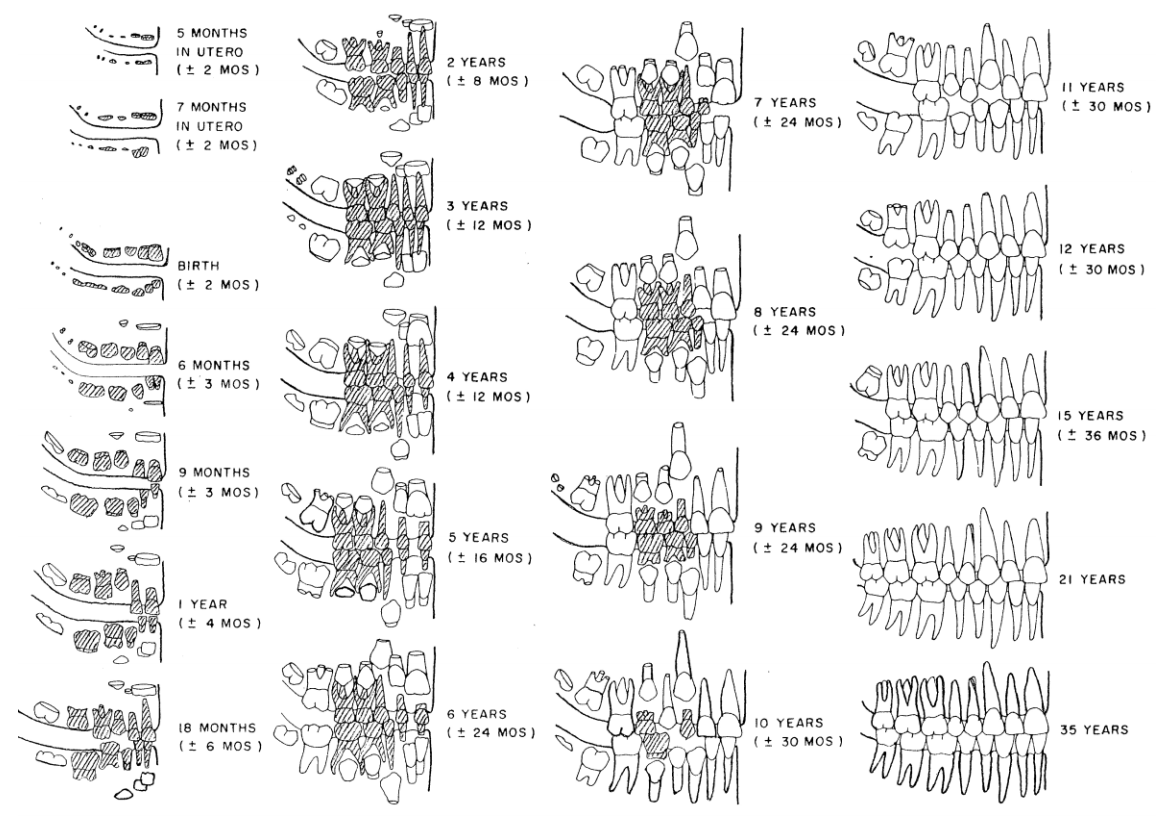 5 MONTHS
IN UTERO
(± 2 MOS)
7 MONTHS
IN UTERO
(± 2 MOS)
BIRTH
(± 2 MOS)
6 MONTHS
(± 3 MOS)
9 MONTHS
(± 3 MOS)
1 YEAR
(± 4 MOS)
18 MONTHS
(± 6 MOS)
2 YEARS
(± 8 MOS)
3 YEARS
(± 12 MOS)
4 YEARS
(± 12 MOS)
5 YEARS
(± 16 MOS)
6 YEARS
(± 24 MOS)
7 YEARS
(± 24 MOS)
8 YEARS
(± 24 MOS)
9 YEARS
(± 24 MOS)
10 YEARS
(± 30 MOS)
11 YEARS
(± 30 MOS)
12 YEARS
(± 30 MOS)
15 YEARS
(± 36 MOS)
21 YEARS
35 YEARS